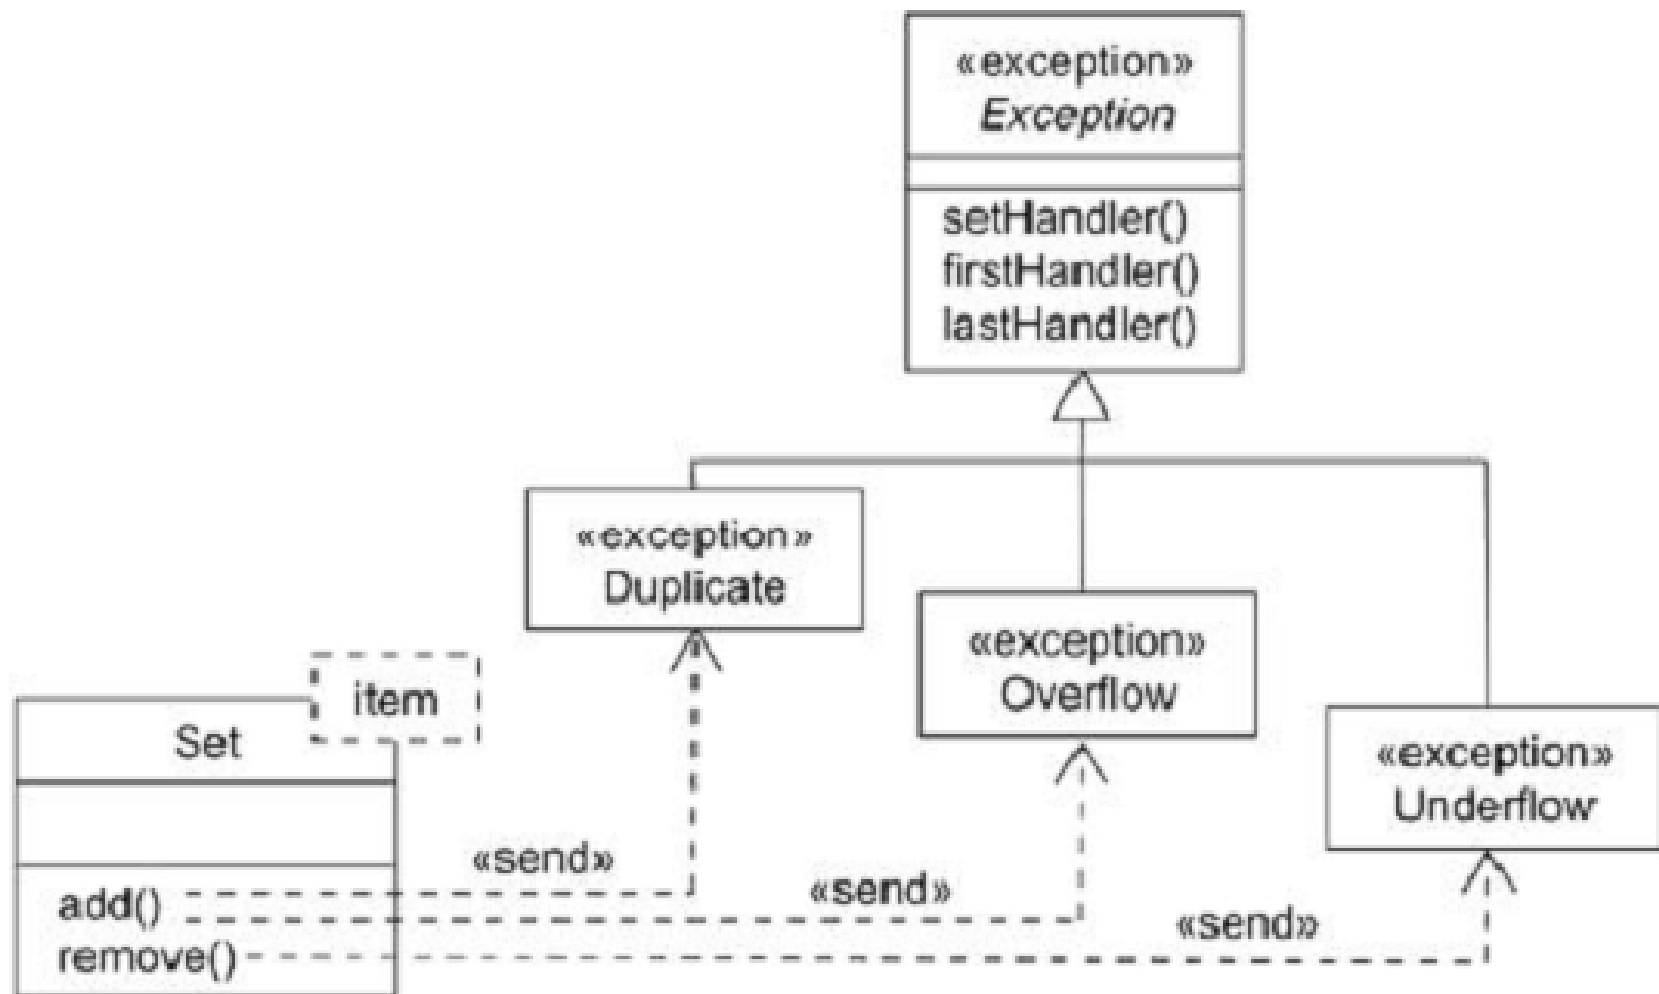 «exception»
Exception
setHandler()
firstHandler()
lastHandler()
«exception»
Duplicate
«exception»
Overflow
«exception»
Underflow
item
Set
add()
remove()
«send»
«send»
«send»